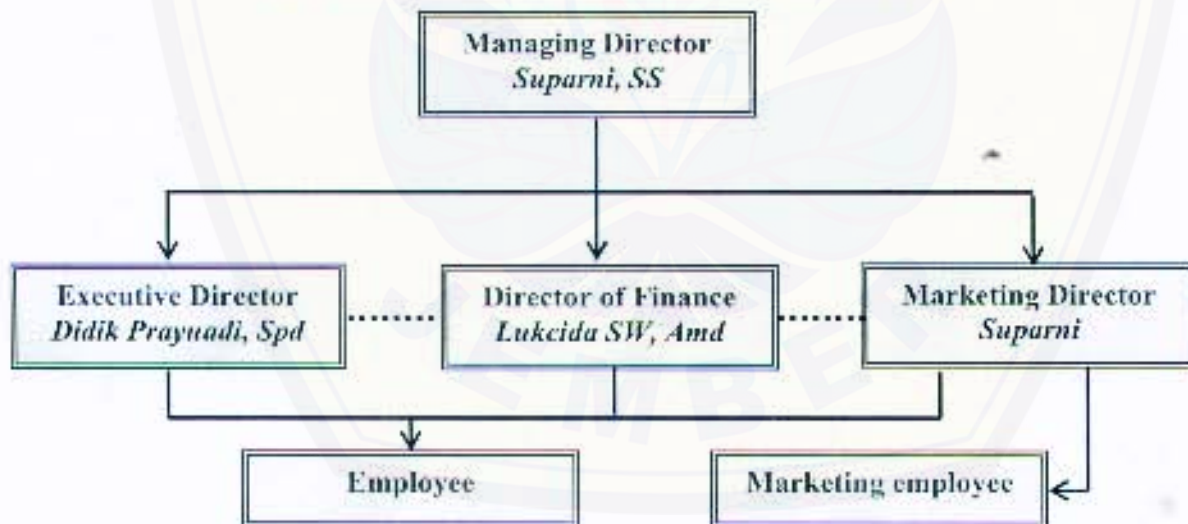 Managing Director
Suparni, SS
Executive Director
Didik Prayuadi, Spd
Director of Finance
Lukcida SW, Amd
Marketing Director
Suparni
Employee
Marketing employee